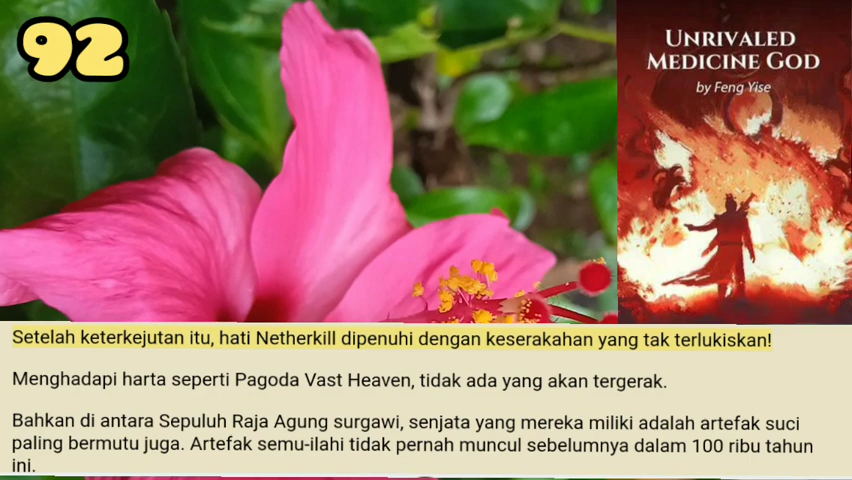 92
UNRIVALED
MEDICINE GOD
by Feng Yise
Setelah keterkejutan itu, hati Netherkill dipenuhi dengan keserakahan yang tak terlukiskan!
Menghadapi harta seperti Pagoda Vast Heaven, tidak ada yang akan tergerak.
Bahkan di antara Sepuluh Raja Agung surgawi, senjata yang mereka miliki adalah artefak suci
paling bermutu juga. Artefak semu-ilahi tidak pernah muncul sebelumnya dalam 100 ribu tahun
ini.